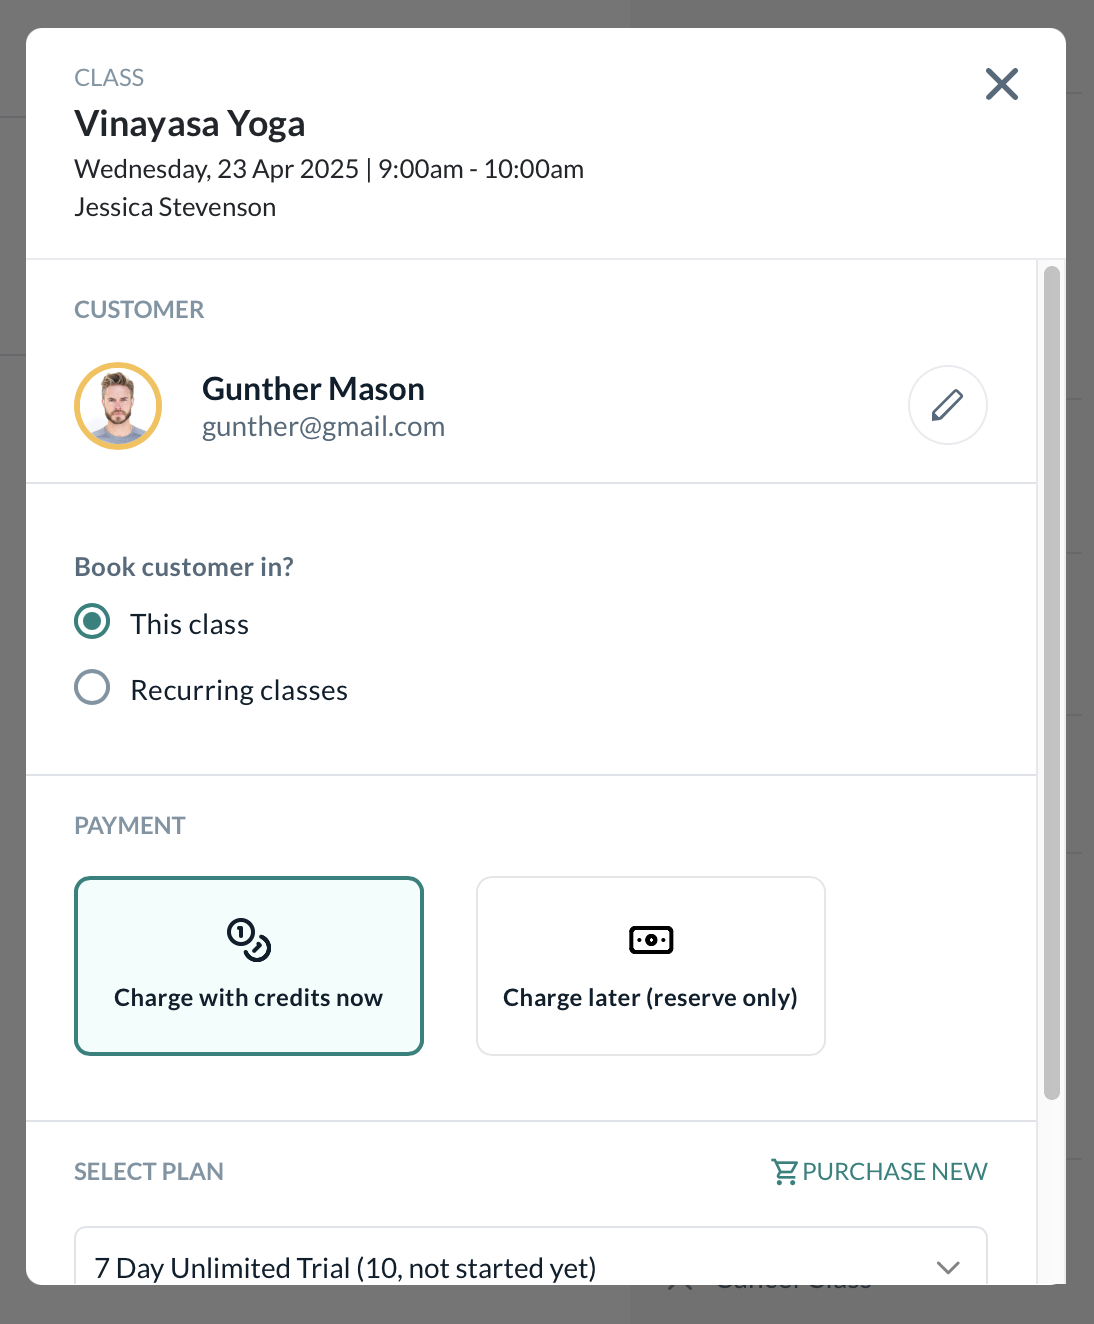 CLASS
Vinayasa Yoga
Wednesday, 23 Apr 2025 | 9:00am - 10:00am
Jessica Stevenson
CUSTOMER
Gunther Mason
gunther@gmail.com
Book customer in?
This class
Recurring classes
PAYMENT
Charge with credits now
Charge later (reserve only)
SELECT PLAN
PURCHASE NEW
7 Day Unlimited Trial (10, not started yet)